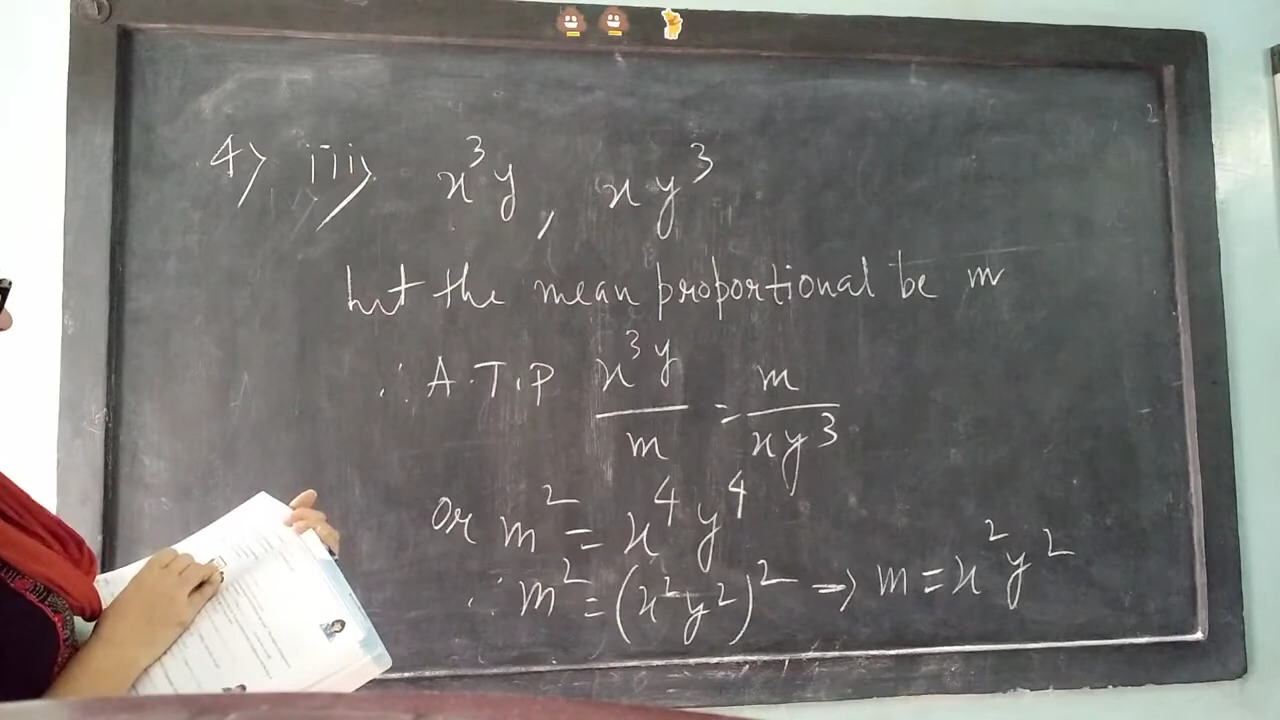 4) iii) x³y, xy³
Let the mean proportional be m
∴ A.T.P x³y/m = m/xy³
or m² = x⁴y⁴
∴ m² = (x²y²)² ⇒ m = x²y²